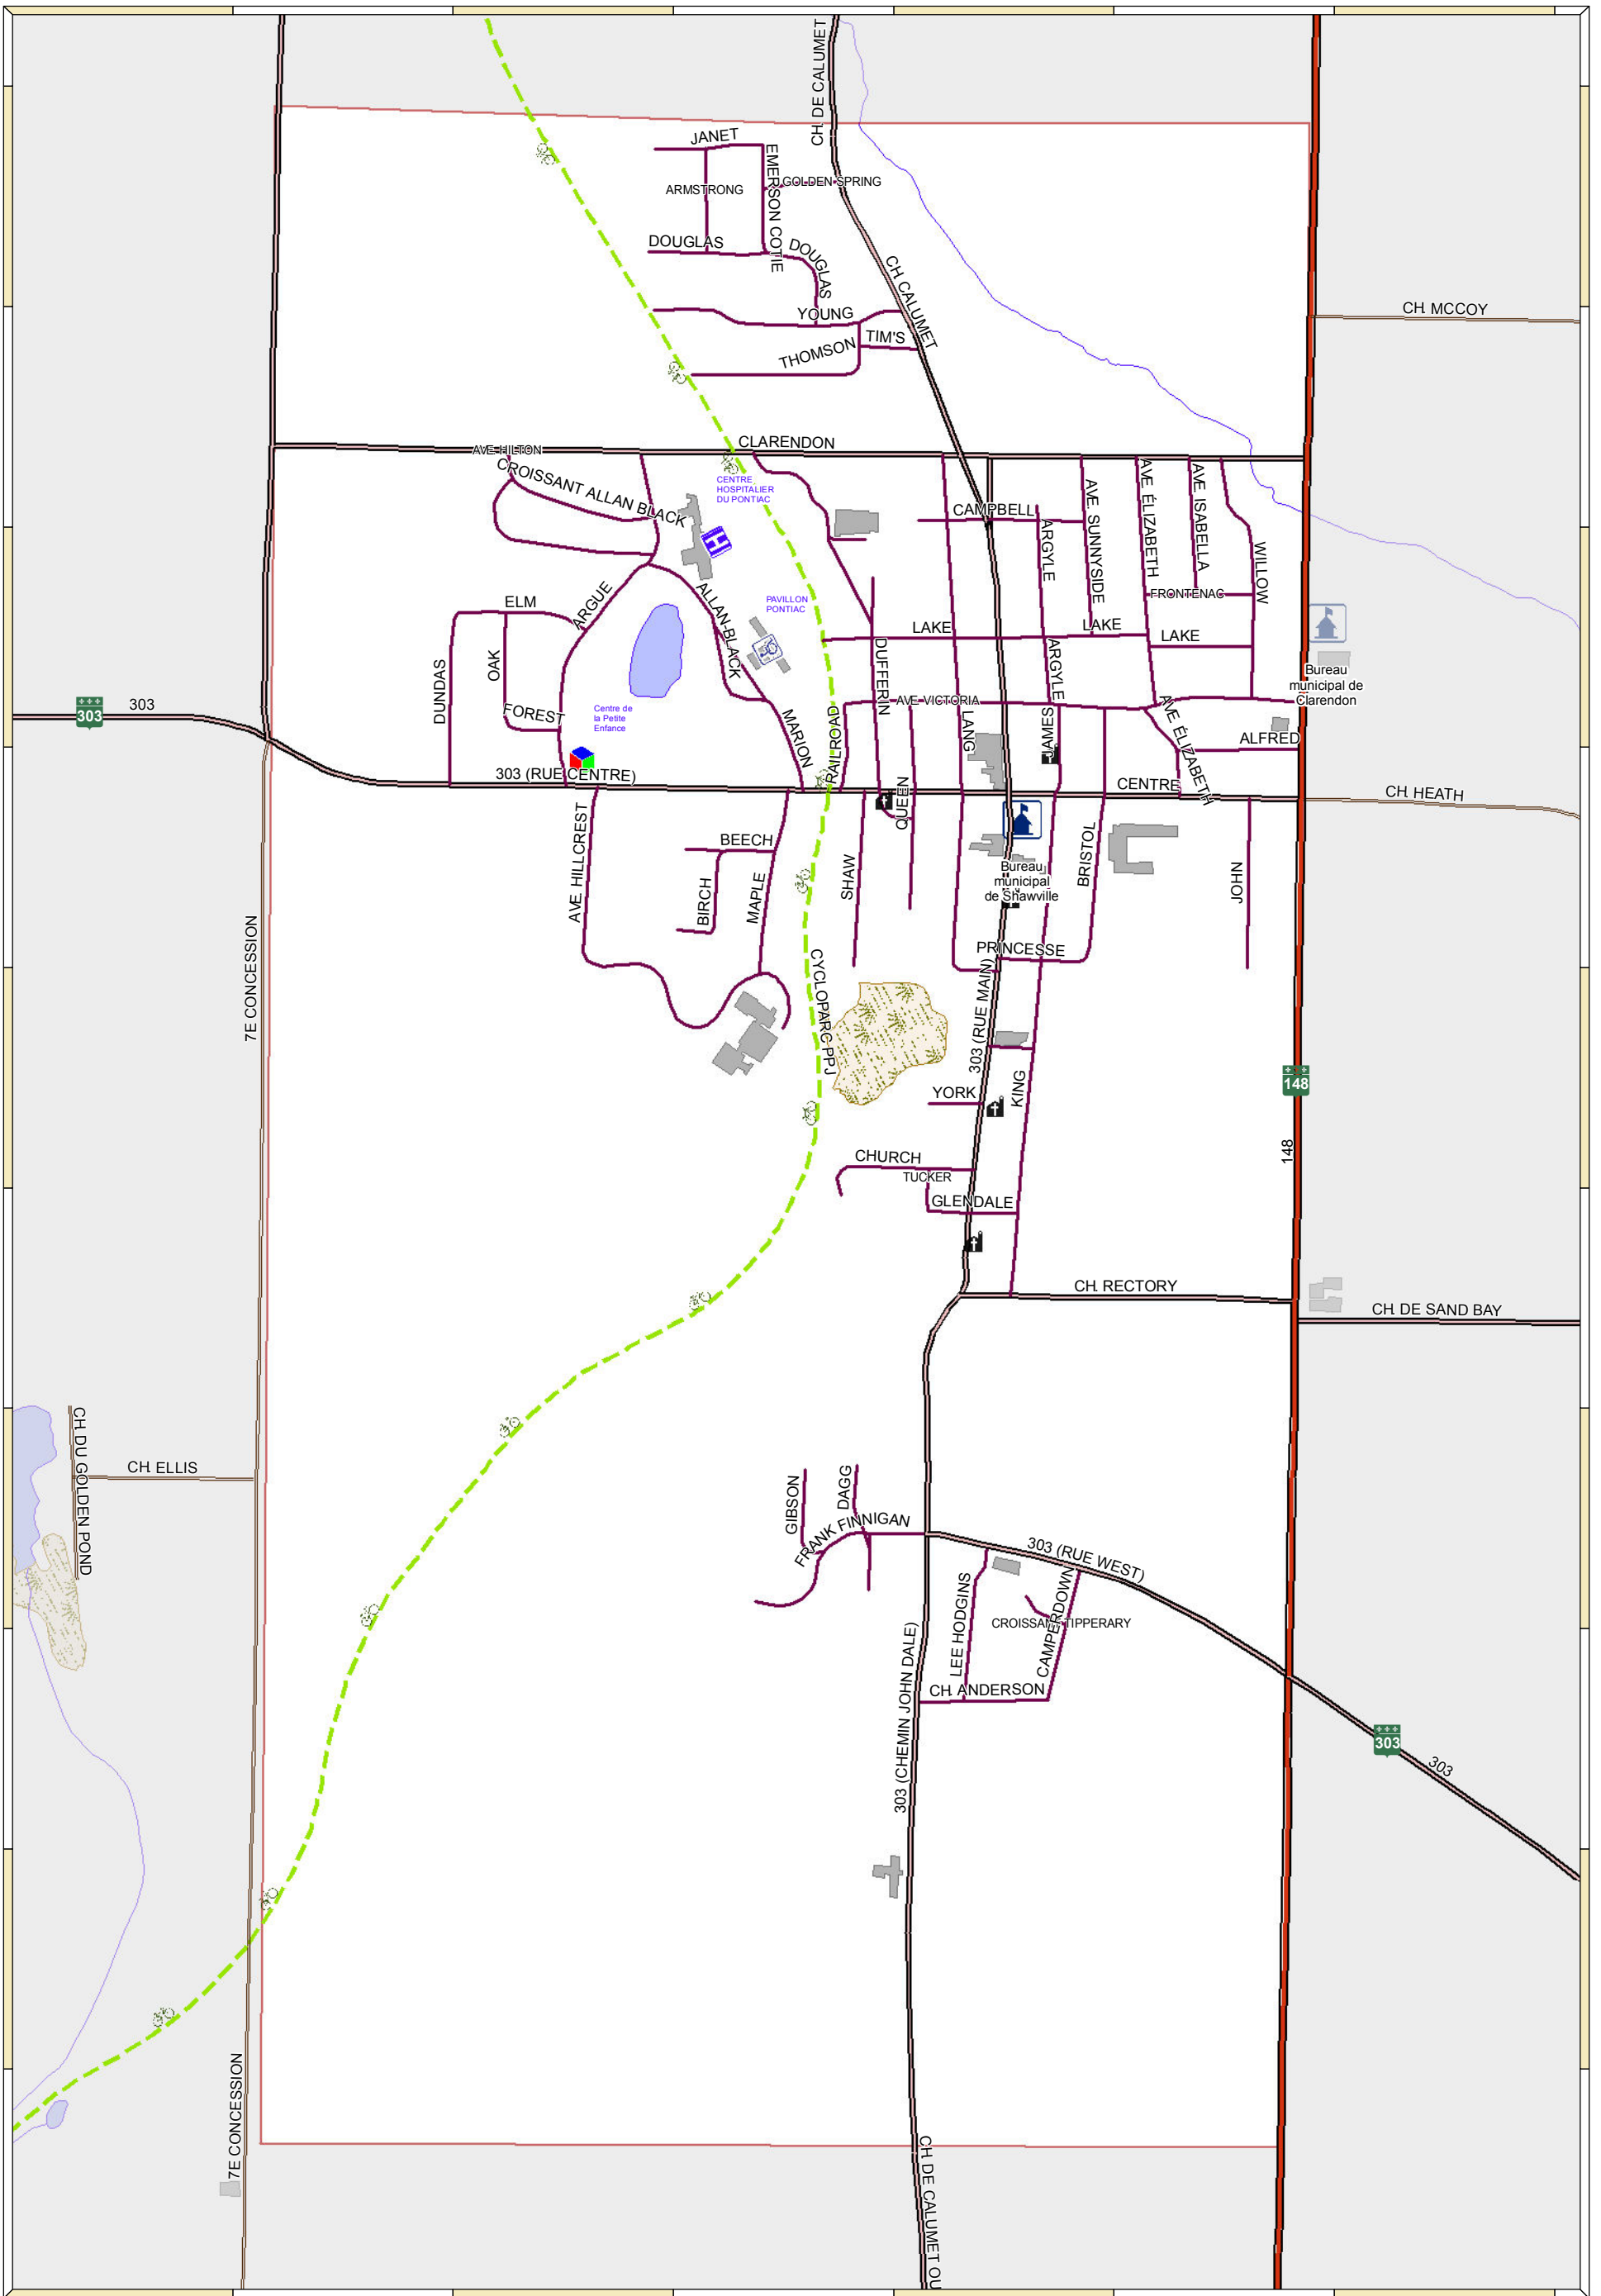 CH. DE CALUMET
JANET
EMERSON COTIE
GOLDEN SPRING
ARMSTRONG
DOUGLAS
DOUGLAS
CH. CALUMET
YOUNG
TIM'S
THOMSON
CH. MCCOY
CLARENDON
AVE. HILTON
CROISSANT ALLAN BLACK
CENTRE
HOSPITALIER
DU PONTIAC
H
CAMPBELL
ARGYLE
AVE. SUNNYSIDE
AVE. ÉLIZABETH
AVE. ISABELLA
WILLOW
FRONTENAC
ELM
ARGUE
ALLAN-BLACK
PAVILLON
PONTIAC
LAKE
LAKE
LAKE
DUNDAS
OAK
DUFFERIN
ARGYLE
Bureau
municipal de
Clarendon
303
303
FOREST
Centre de
la Petite
Enfance
MARION
RAILROAD
AVE. VICTORIA
LANG
JAMES
AVE. ÉLIZABETH
ALFRED
303 (RUE CENTRE)
CENTRE
CH. HEATH
QUEEN
AVE. HILLCREST
BEECH
BIRCH
MAPLE
SHAW
Bureau
municipal
de Shawville
BRISTOL
JOHN
PRINCESSE
7E CONCESSION
CYCLOPARC PPJ
303 (RUE MAIN)
YORK
KING
148
148
CHURCH
TUCKER
GLENDALE
CH. RECTORY
CH. DE SAND BAY
CH. DU GOLDEN POND
CH. ELLIS
GIBSON
DAGG
FRANK FINNIGAN
303 (RUE WEST)
LEE HODGINS
CROISSANT TIPPERARY
CAMPERDOWN
CH. ANDERSON
303 (CHEMIN JOHN DALE)
303
303
7E CONCESSION
CH. DE CALUMET OU